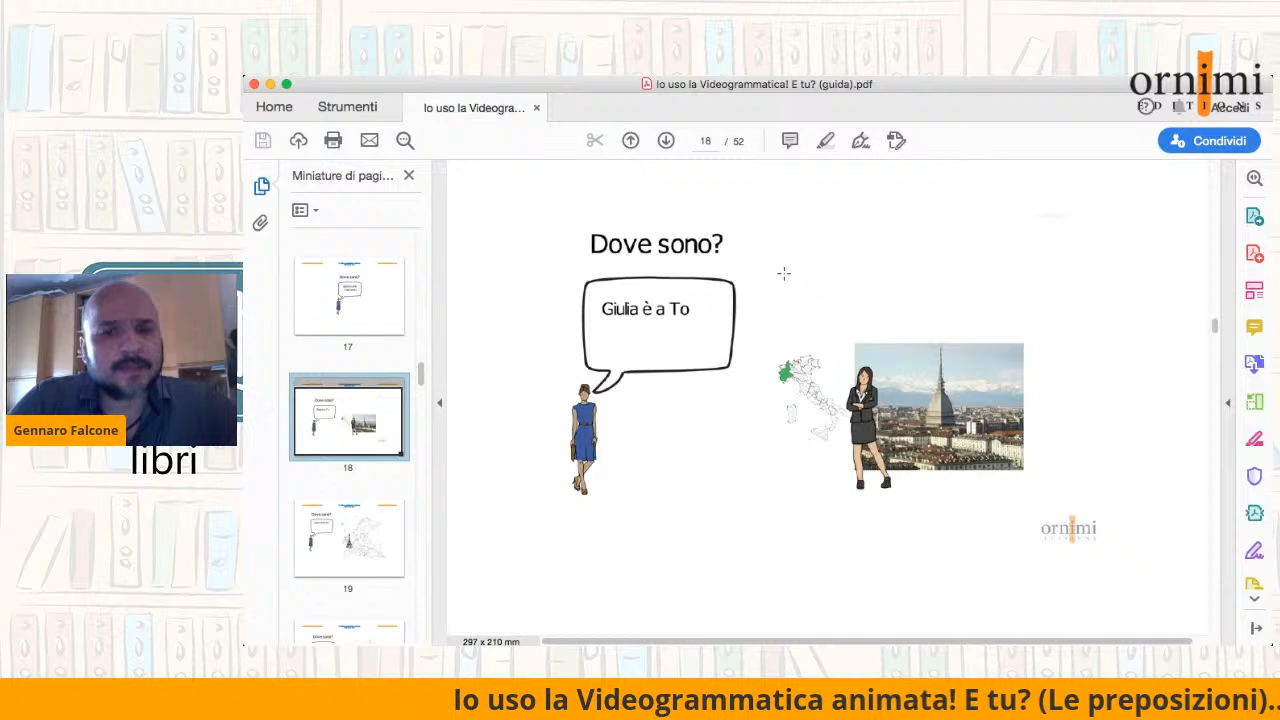 Io uso la Videogrammatica! E tu? (guida).pdf
ornimi
EDITIONS
Home
Strumenti
Io uso la Videogra...
Accedi
18 / 52
Condividi
Miniature di pagi...
17
18
19
Dove sono?
Giulia è a To
ornimi
297 x 210 mm
Gennaro Falcone
libri
Io uso la Videogrammatica animata! E tu? (Le preposizioni)..